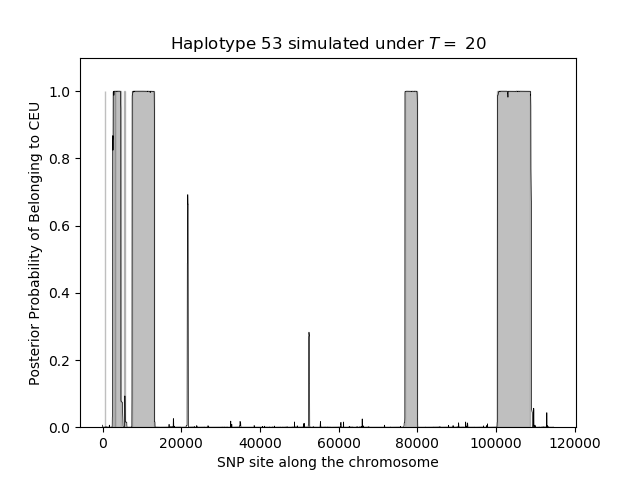 Haplotype 53 simulated under T = 20
Posterior Probability of Belonging to CEU
1.0
0.8
0.6
0.4
0.2
0.0
0 20000 40000 60000 80000 100000 120000
SNP site along the chromosome